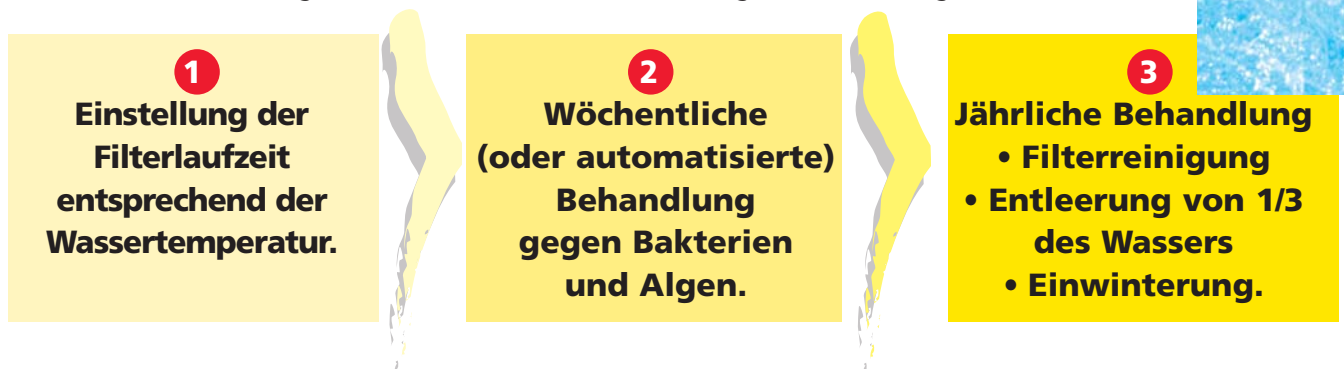 1
Einstellung der
Filterlaufzeit
entsprechend der
Wassertemperatur.
2
Wöchentliche
(oder automatisierte)
Behandlung
gegen Bakterien
und Algen.
3
Jährliche Behandlung
• Filterreinigung
• Entleerung von 1/3
des Wassers
• Einwinterung.